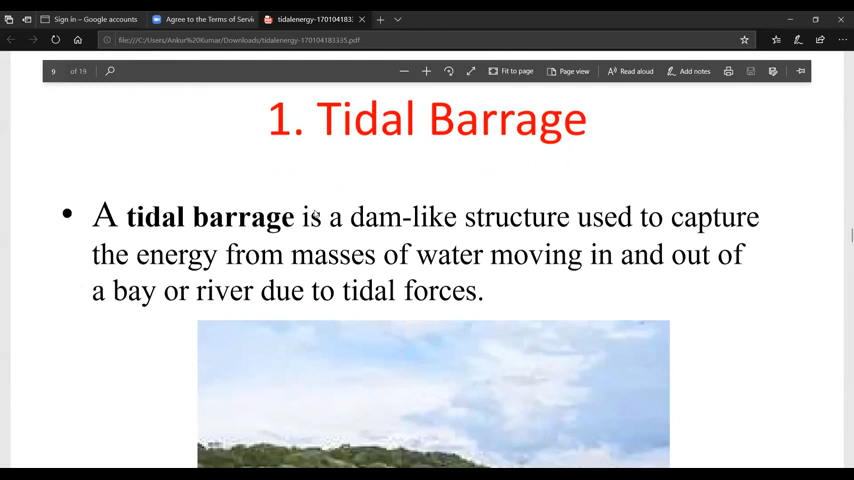 Sign in – Google accounts
Agree to the Terms of Servi
tidalenergy-1701041833
file:///C:/Users/Ankur%20Kumar/Downloads/tidalenergy-170104183335.pdf
9 of 19
Fit to page
Page view
Read aloud
Add notes
1. Tidal Barrage
• A tidal barrage is a dam-like structure used to capture
the energy from masses of water moving in and out of
a bay or river due to tidal forces.